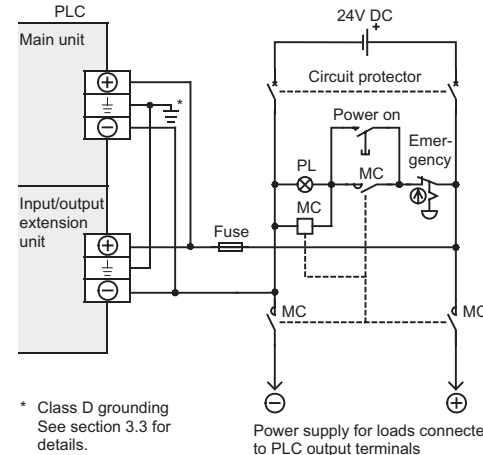 PLC
Main unit
*
Input/output
extension
unit
Fuse
24V DC
+
Circuit protector
Power on
Emer-
gency
PL
MC
MC
MC
MC
* Class D grounding
See section 3.3 for
details.
Power supply for loads connecte
to PLC output terminals